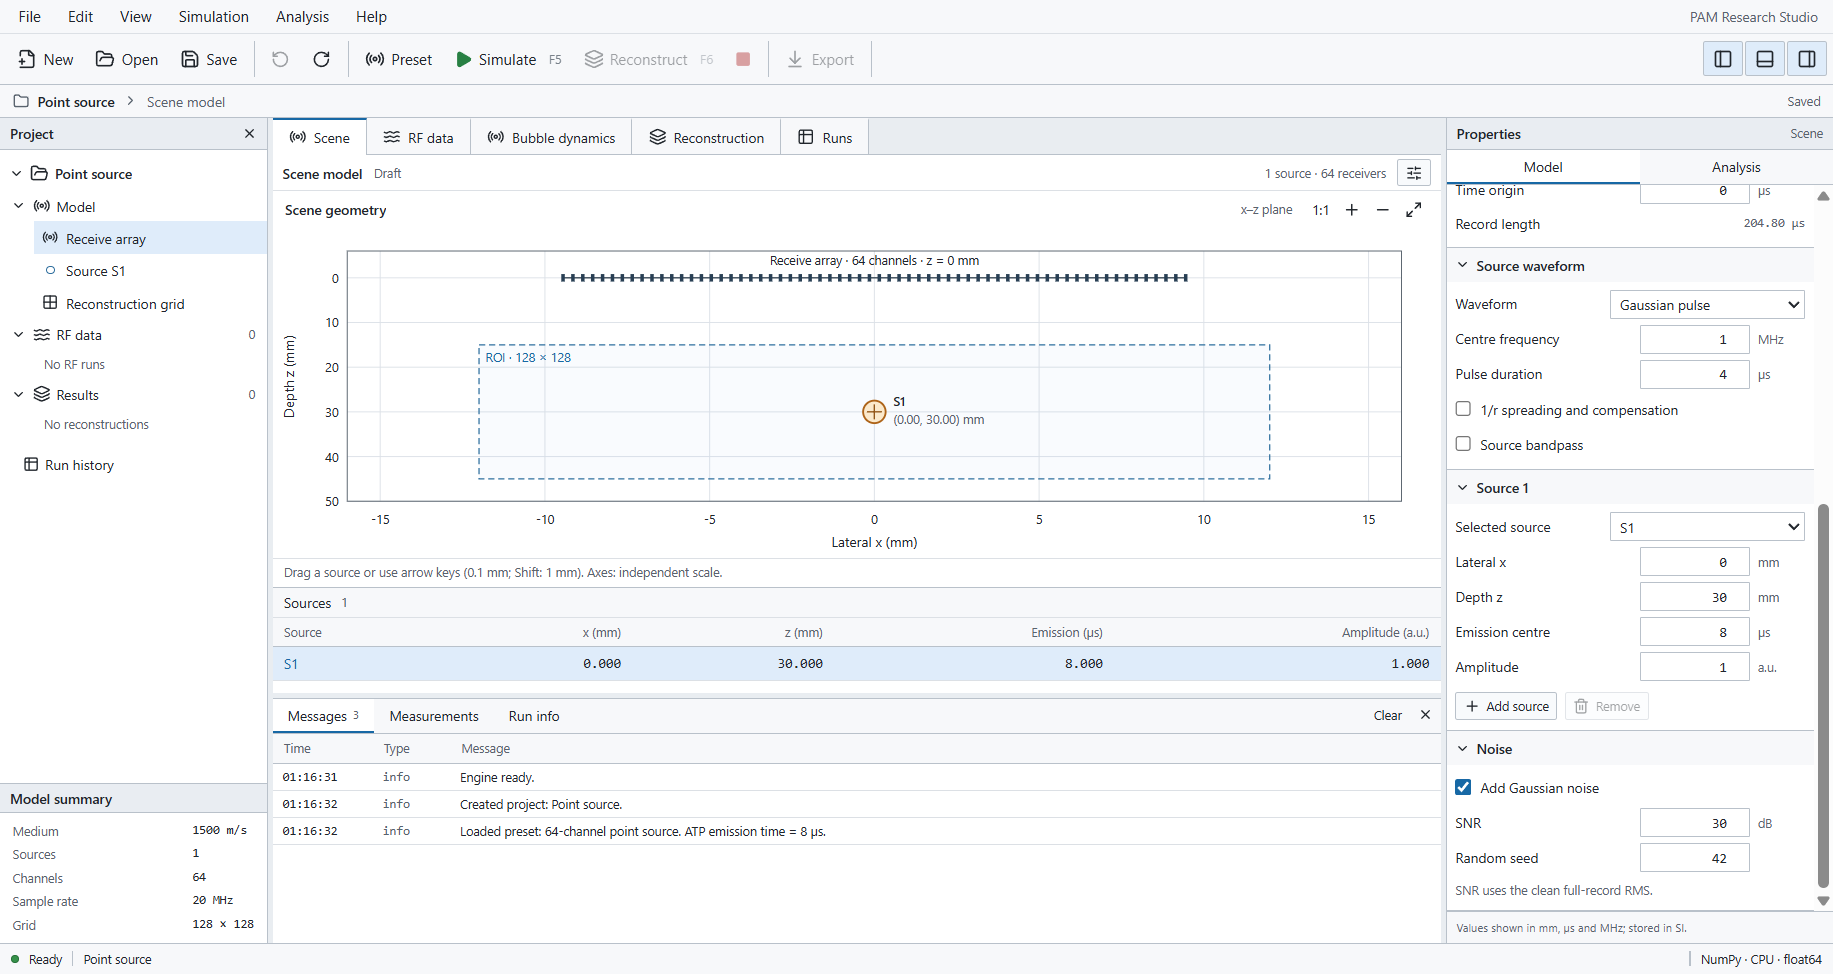 File Edit View Simulation Analysis Help PAM Research Studio
New Open Save Preset Simulate F5 Reconstruct F6 Export
Point source Scene model Saved
Project
Point source
Model
Receive array
Source S1
Reconstruction grid
RF data 0
No RF runs
Results 0
No reconstructions
Run history
Model summary
Medium 1500 m/s
Sources 1
Channels 64
Sample rate 20 MHz
Grid 128 × 128
Scene RF data Bubble dynamics Reconstruction Runs
Scene model Draft 1 source · 64 receivers
Scene geometry x–z plane 1:1
Receive array · 64 channels · z = 0 mm
0
10
ROI · 128 × 128
20
S1
30
(0.00, 30.00) mm
40
50
Depth z (mm)
-15 -10 -5 0 5 10 15
Lateral x (mm)
Drag a source or use arrow keys (0.1 mm; Shift: 1 mm). Axes: independent scale.
Sources 1
Source x (mm) z (mm) Emission (µs) Amplitude (a.u.)
S1 0.000 30.000 8.000 1.000
Messages 3 Measurements Run info Clear
Time Type Message
01:16:31 info Engine ready.
01:16:32 info Created project: Point source.
01:16:32 info Loaded preset: 64-channel point source. ATP emission time = 8 µs.
Properties Scene
Model Analysis
Time origin 0 µs
Record length 204.80 µs
Source waveform
Waveform Gaussian pulse
Centre frequency 1 MHz
Pulse duration 4 µs
1/r spreading and compensation
Source bandpass
Source 1
Selected source S1
Lateral x 0 mm
Depth z 30 mm
Emission centre 8 µs
Amplitude 1 a.u.
Add source Remove
Noise
Add Gaussian noise
SNR 30 dB
Random seed 42
SNR uses the clean full-record RMS.
Values shown in mm, µs and MHz; stored in SI.
Ready Point source NumPy · CPU · float64